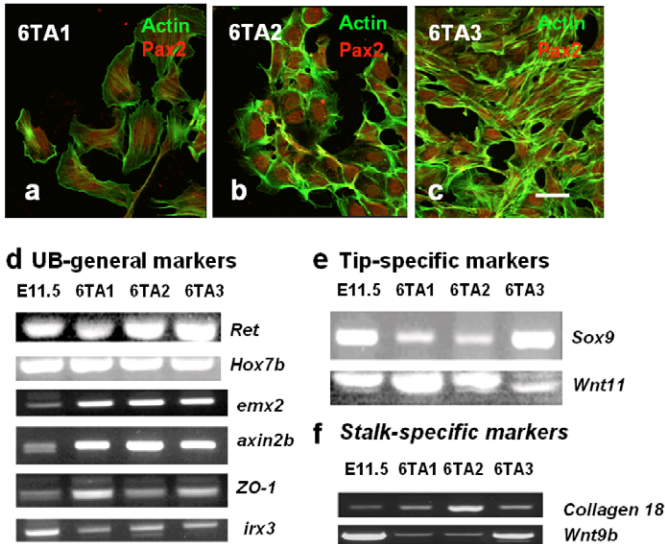 6TA1 Actin Pax2 a
6TA2 Actin Pax2 b
6TA3 Actin Pax2 c
d UB-general markers
E11.5 6TA1 6TA2 6TA3
Ret
Hox7b
emx2
axin2b
ZO-1
irx3
e Tip-specific markers
E11.5 6TA1 6TA2 6TA3
Sox9
Wnt11
f Stalk-specific markers
E11.5 6TA1 6TA2 6TA3
Collagen 18
Wnt9b